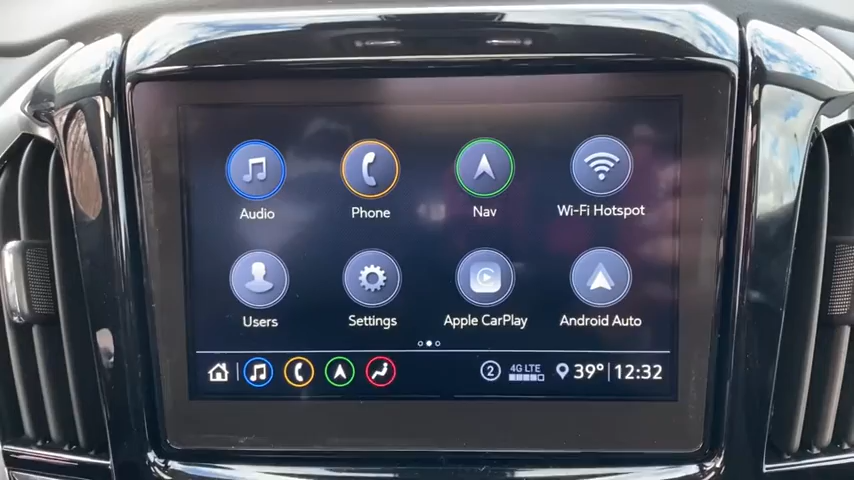 Audio
Phone
Nav
Wi-Fi Hotspot
Users
Settings
Apple CarPlay
Android Auto
2
4G LTE
39°
12:32